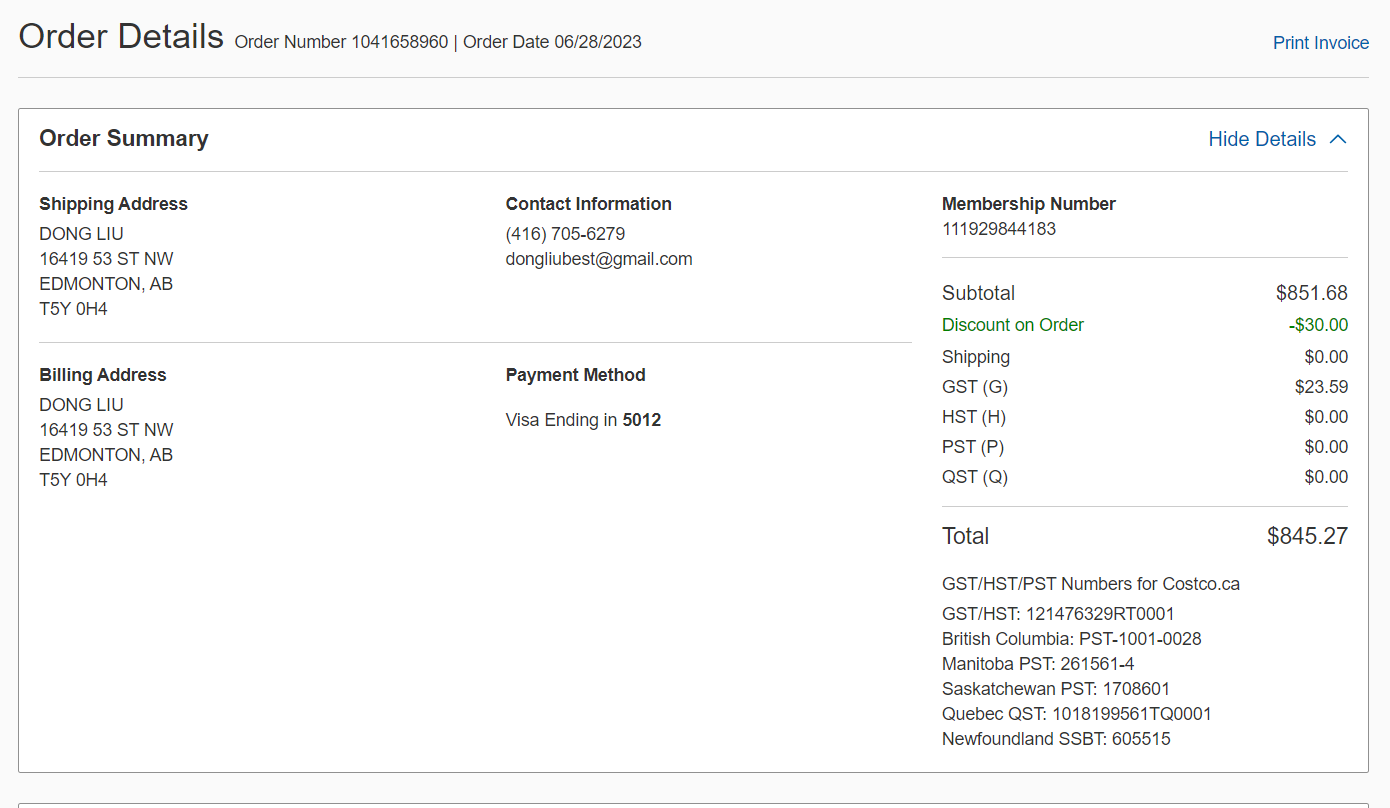 Order Details Order Number 1041658960 | Order Date 06/28/2023
Print Invoice
Order Summary
Hide Details
Shipping Address
DONG LIU
16419 53 ST NW
EDMONTON, AB
T5Y 0H4
Contact Information
(416) 705-6279
dongliubest@gmail.com
Billing Address
DONG LIU
16419 53 ST NW
EDMONTON, AB
T5Y 0H4
Payment Method
Visa Ending in 5012
Membership Number
111929844183
Subtotal $851.68
Discount on Order -$30.00
Shipping $0.00
GST (G) $23.59
HST (H) $0.00
PST (P) $0.00
QST (Q) $0.00
Total $845.27
GST/HST/PST Numbers for Costco.ca
GST/HST: 121476329RT0001
British Columbia: PST-1001-0028
Manitoba PST: 261561-4
Saskatchewan PST: 1708601
Quebec QST: 1018199561TQ0001
Newfoundland SSBT: 605515